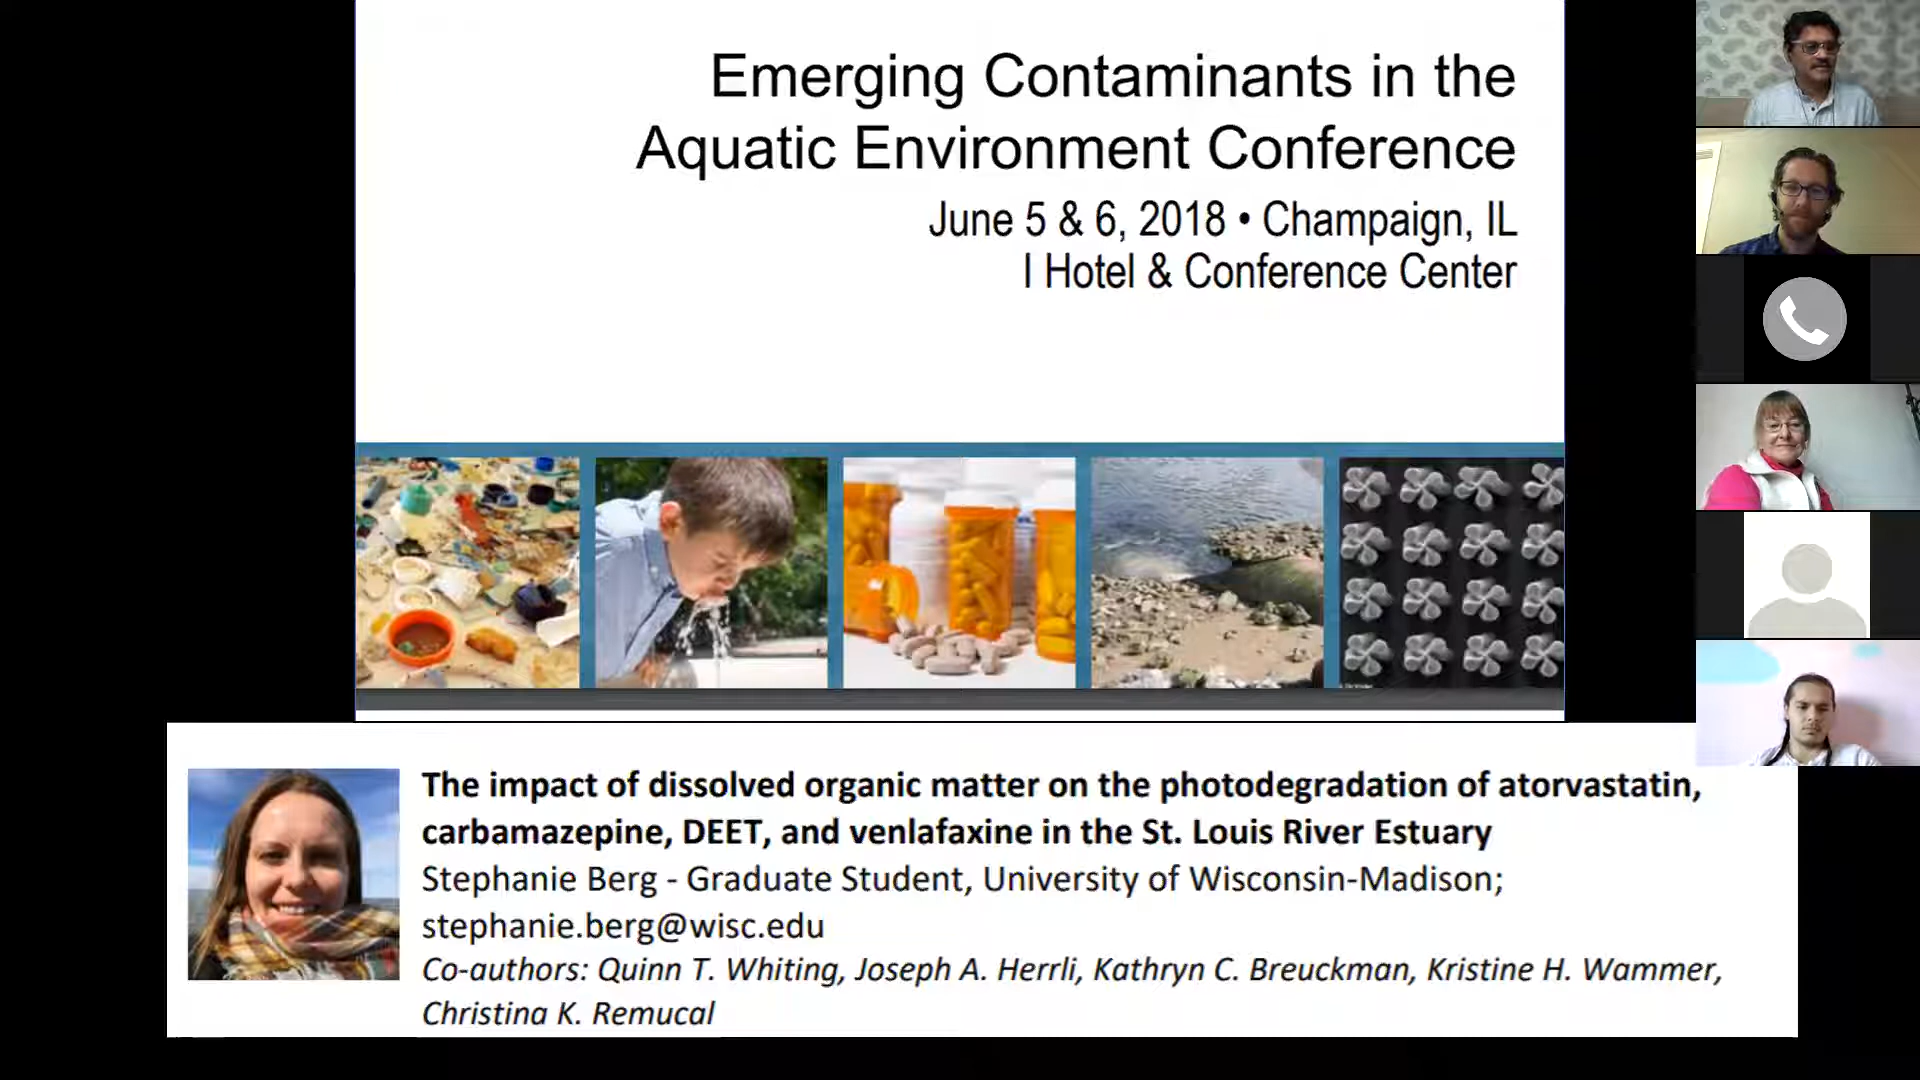 Emerging Contaminants in the
Aquatic Environment Conference
June 5 & 6, 2018 • Champaign, IL
I Hotel & Conference Center
The impact of dissolved organic matter on the photodegradation of atorvastatin,
carbamazepine, DEET, and venlafaxine in the St. Louis River Estuary
Stephanie Berg - Graduate Student, University of Wisconsin-Madison;
stephanie.berg@wisc.edu
Co-authors: Quinn T. Whiting, Joseph A. Herrli, Kathryn C. Breuckman, Kristine H. Wammer,
Christina K. Remucal